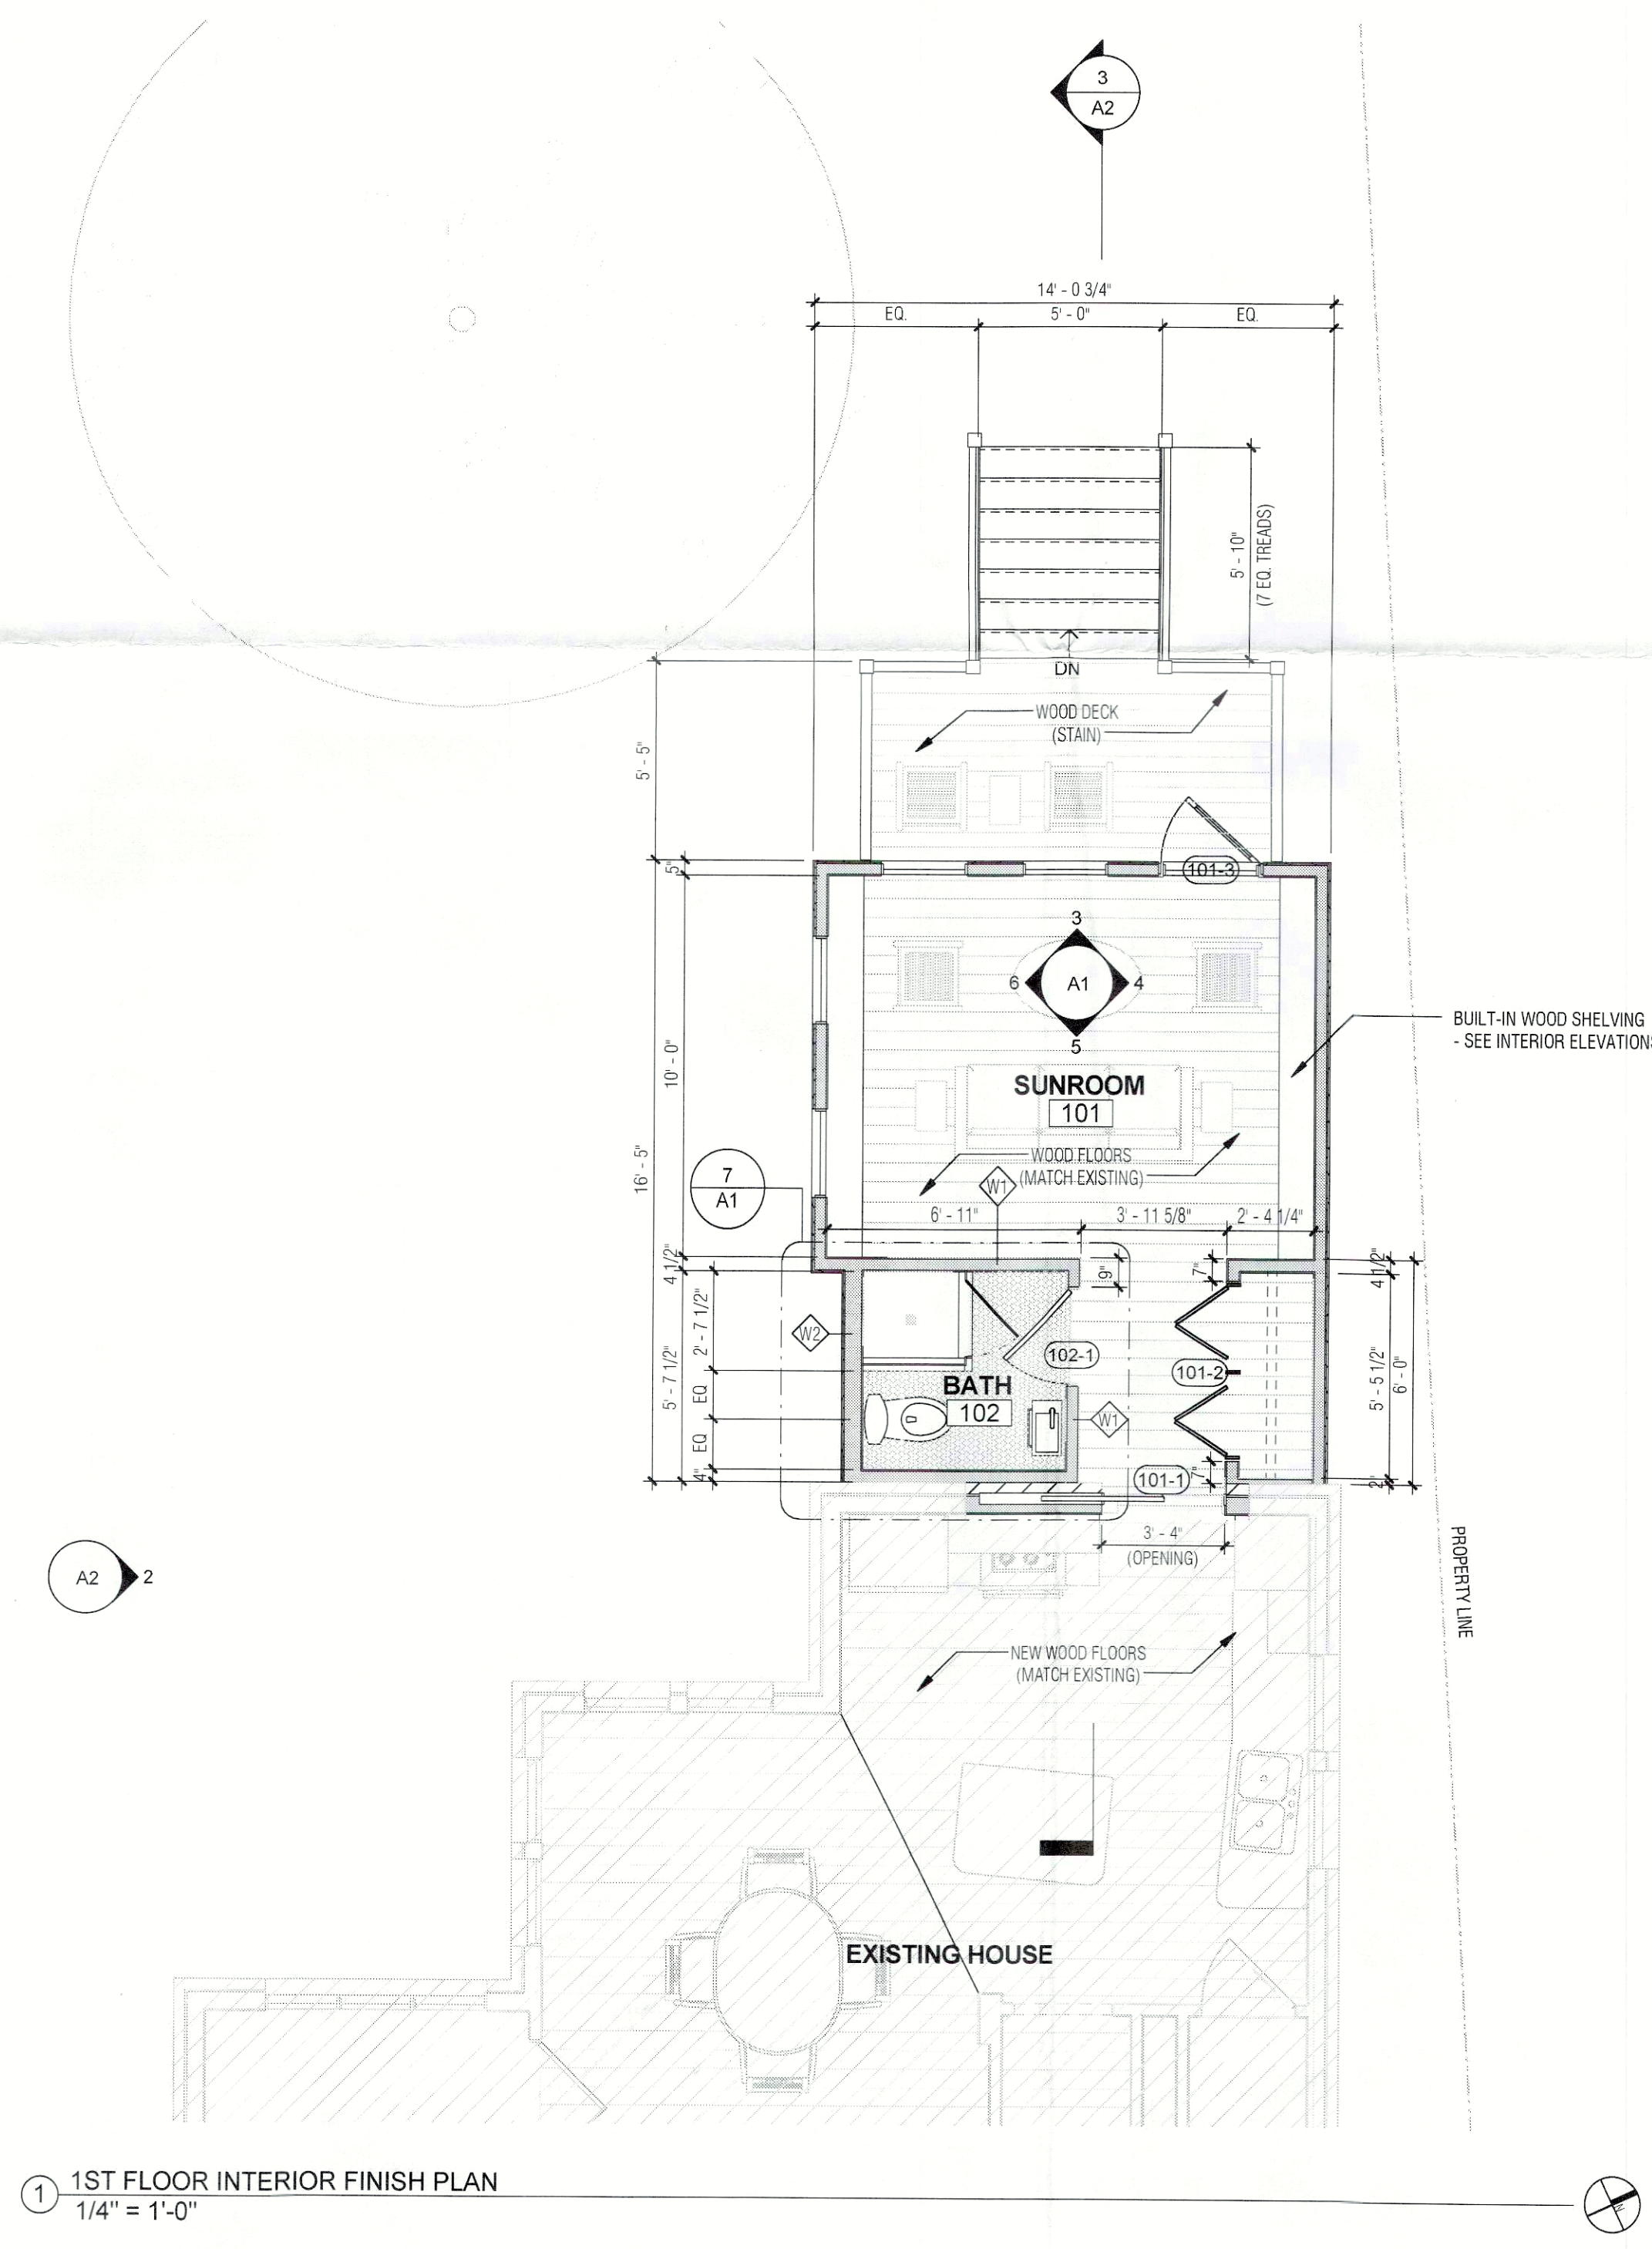 3
A2
14' - 0 3/4"
EQ.
5' - 0"
EQ.
5' - 10"
(7 EQ. TREADS)
DN
WOOD DECK
(STAIN)
5' - 5"
5"
101-3
3
6
A1
4
5
BUILT-IN WOOD SHELVING
- SEE INTERIOR ELEVATIONS
10' - 0"
SUNROOM
101
16' - 5"
7
A1
WOOD FLOORS
(MATCH EXISTING)
W1
6' - 11"
3' - 11 5/8"
2' - 4 1/4"
4 1/2"
9"
7"
4 1/2"
2' - 7 1/2"
W2
102-1
101-2
5' - 7 1/2"
EQ
BATH
102
W1
5' - 5 1/2"
6' - 0"
EQ
4"
101-1
7"
2"
3' - 4"
(OPENING)
PROPERTY LINE
A2
2
NEW WOOD FLOORS
(MATCH EXISTING)
EXISTING HOUSE
1
1ST FLOOR INTERIOR FINISH PLAN
1/4" = 1'-0"
N